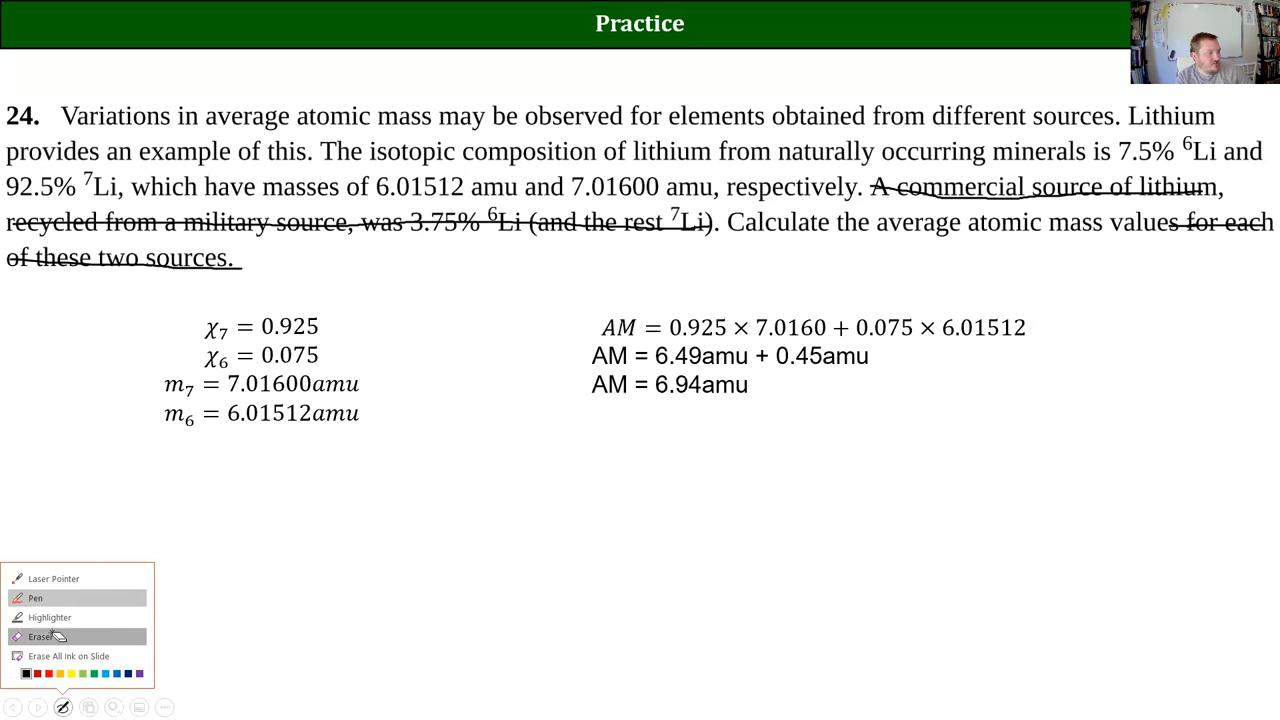 Practice
24. Variations in average atomic mass may be observed for elements obtained from different sources. Lithium
provides an example of this. The isotopic composition of lithium from naturally occurring minerals is 7.5% ⁶Li and
92.5% ⁷Li, which have masses of 6.01512 amu and 7.01600 amu, respectively. A commercial source of lithium,
recycled from a military source, was 3.75% ⁶Li (and the rest ⁷Li). Calculate the average atomic mass values for each
of these two sources.
χ₇ = 0.925
χ₆ = 0.075
m₇ = 7.01600amu
m₆ = 6.01512amu
AM = 0.925 × 7.0160 + 0.075 × 6.01512
AM = 6.49amu + 0.45amu
AM = 6.94amu
Laser Pointer
Pen
Highlighter
Eraser
Erase All Ink on Slide